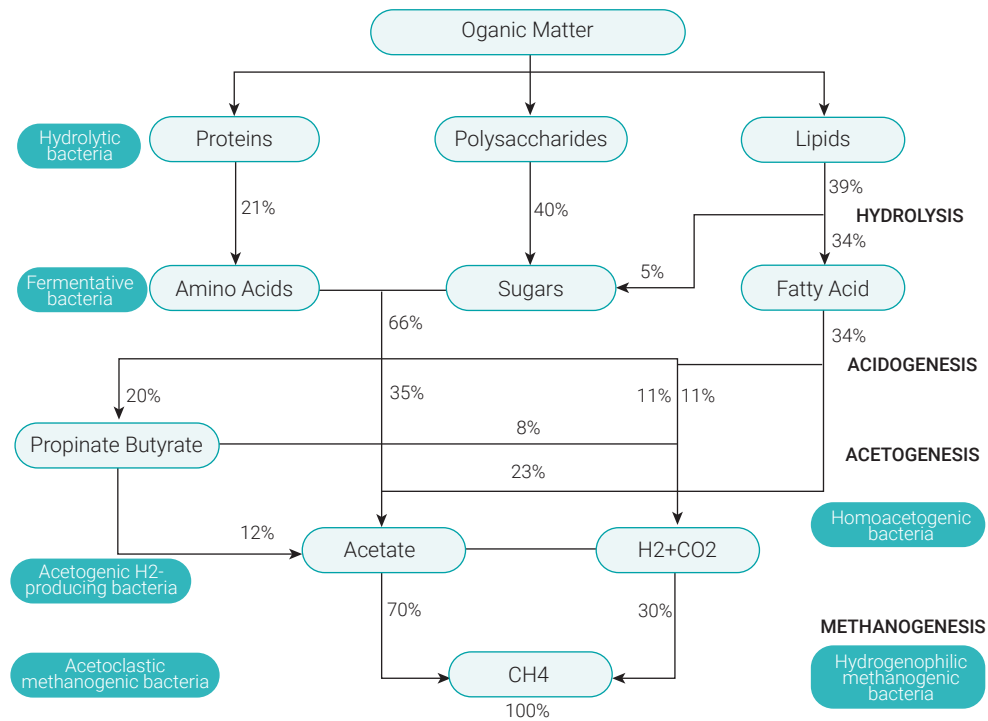 Oganic Matter
Hydrolytic
bacteria
Proteins
Polysaccharides
Lipids
39%
21%
40%
HYDROLYSIS
34%
5%
Fermentative
bacteria
Amino Acids
Sugars
Fatty Acid
66%
34%
ACIDOGENESIS
20%
35%
11%
11%
Propinate Butyrate
8%
ACETOGENESIS
23%
Homoacetogenic
bacteria
12%
Acetate
H2+CO2
Acetogenic H2-
producing bacteria
70%
30%
METHANOGENESIS
Acetoclastic
methanogenic bacteria
CH4
Hydrogenophilic
methanogenic
bacteria
100%